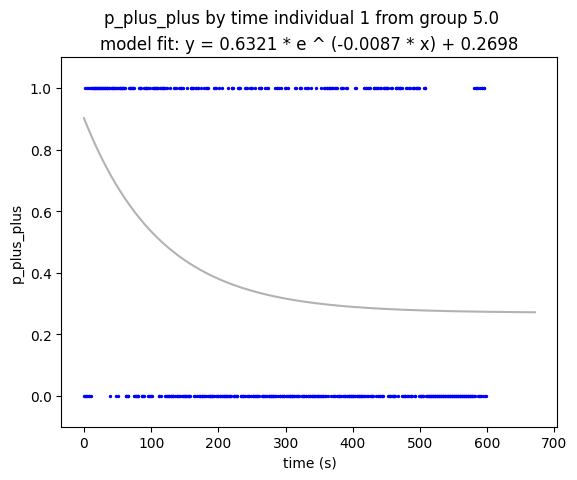 p_plus_plus by time individual 1 from group 5.0
model fit: y = 0.6321 * e ^ (-0.0087 * x) + 0.2698
1.0
0.8
0.6
0.4
0.2
0.0
p_plus_plus
0 100 200 300 400 500 600 700
time (s)